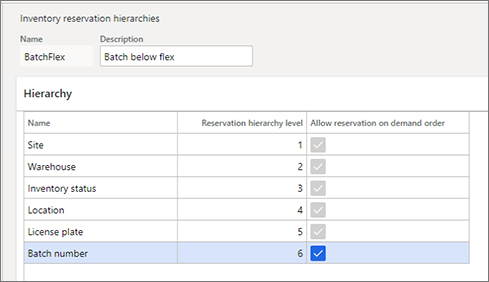 Inventory reservation hierarchies
Name Description
BatchFlex Batch below flex
Hierarchy
Name Reservation hierarchy level Allow reservation on demand order
Site 1
Warehouse 2
Inventory status 3
Location 4
License plate 5
Batch number 6